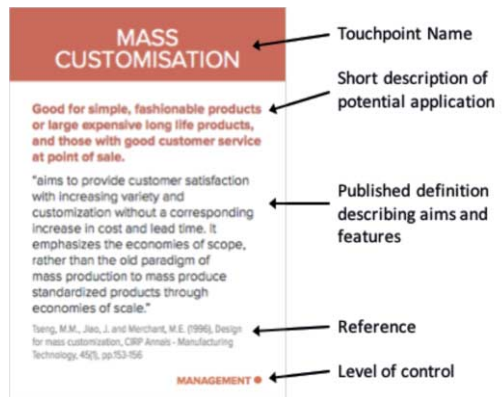 MASS
CUSTOMISATION
Good for simple, fashionable products
or large expensive long life products,
and those with good customer service
at point of sale.
"aims to provide customer satisfaction
with increasing variety and
customization without a corresponding
increase in cost and lead time. It
emphasizes the economies of scope,
rather than the old paradigm of
mass production to mass produce
standardized products through
economies of scale."
Tseng, M.M., Jiao, J. and Merchant, M.E. (1996), Design
for mass customization, CIRP Annals - Manufacturing
Technology, 45(1), pp.153-156
MANAGEMENT
Touchpoint Name
Short description of
potential application
Published definition
describing aims and
features
Reference
Level of control